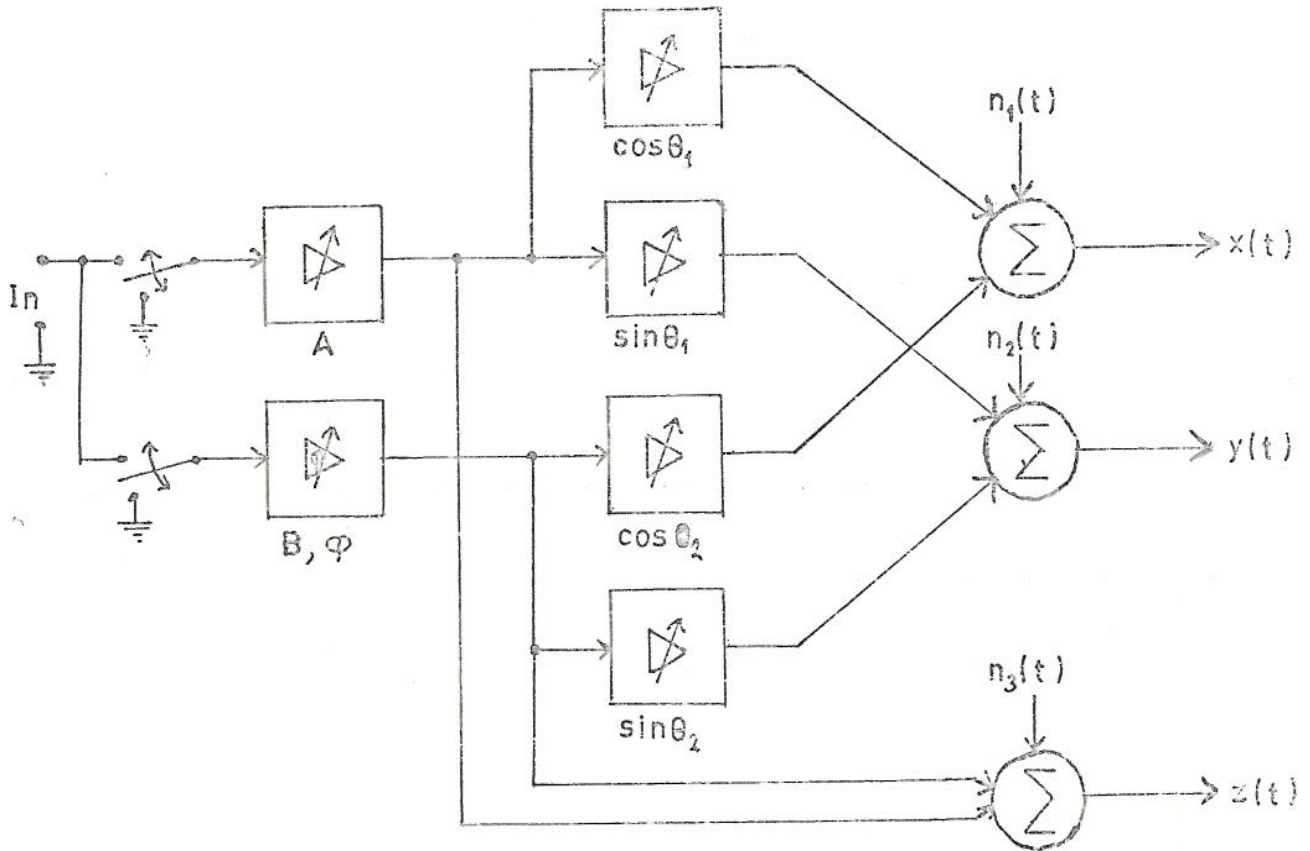 cosθ₁
n₁(t)
In
A
sinθ₁
Σ
x(t)
n₂(t)
B, φ
cosθ₂
Σ
y(t)
sinθ₂
n₃(t)
Σ
z(t)